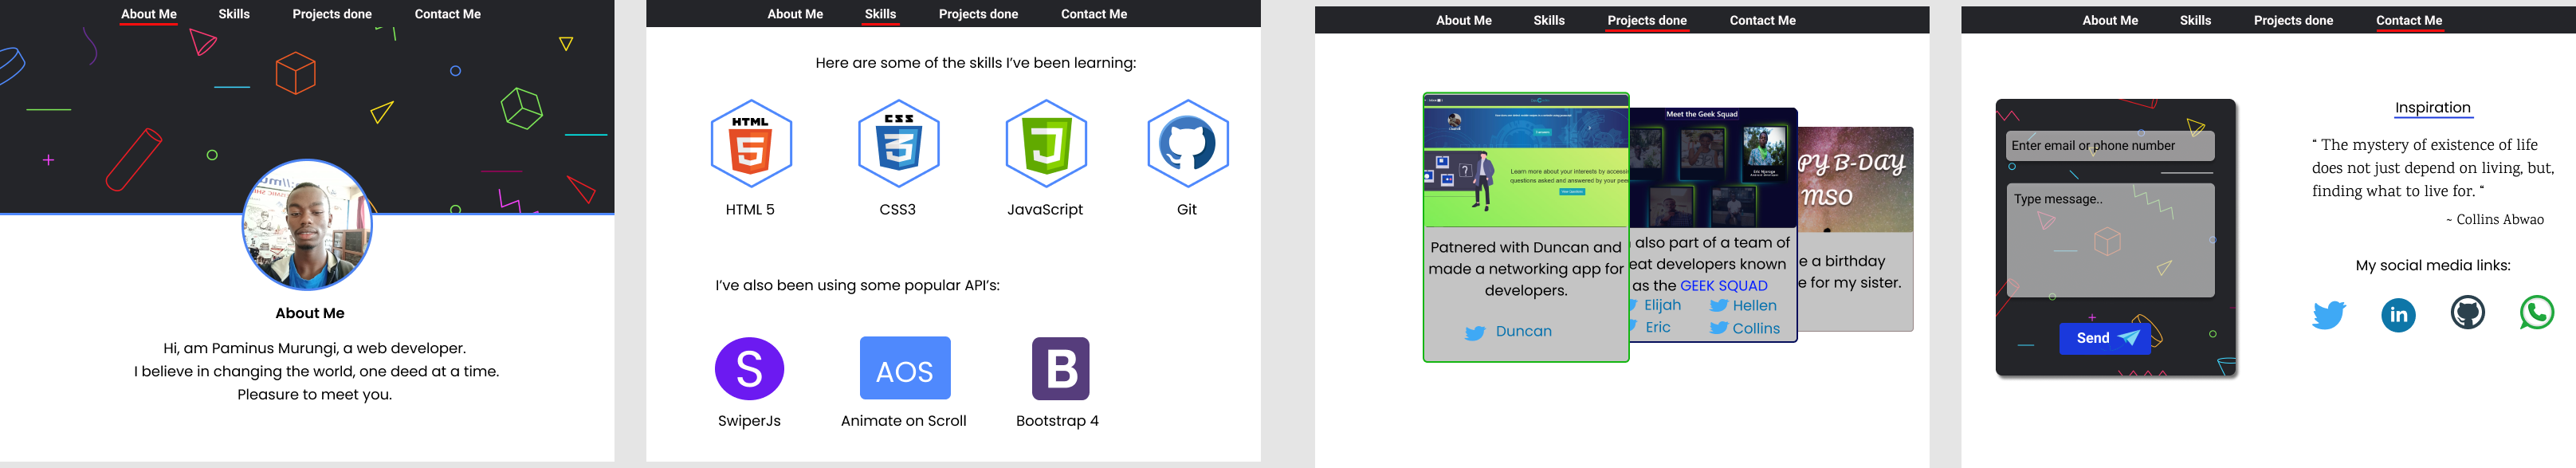 About Me Skills Projects done Contact Me
About Me
Hi, am Paminus Murungi, a web developer.
I believe in changing the world, one deed at a time.
Pleasure to meet you.
About Me Skills Projects done Contact Me
Here are some of the skills I've been learning:
HTML
5
CSS
3
J
HTML 5 CSS3 JavaScript Git
I've also been using some popular API's:
S AOS B
SwiperJs Animate on Scroll Bootstrap 4
About Me Skills Projects done Contact Me
Learn more about your interests by accessi
questions asked and answered by your pee
Patnered with Duncan and
made a networking app for
developers.
Duncan
Meet the Geek Squad
also part of a team of
eat developers known
as the GEEK SQUAD
Elijah Hellen
Eric Collins
PY B-DAY
MSO
e a birthday
e for my sister.
About Me Skills Projects done Contact Me
Enter email or phone number
Type message..
Send
Inspiration
“ The mystery of existence of life
does not just depend on living, but,
finding what to live for. “
~ Collins Abwao
My social media links:
in